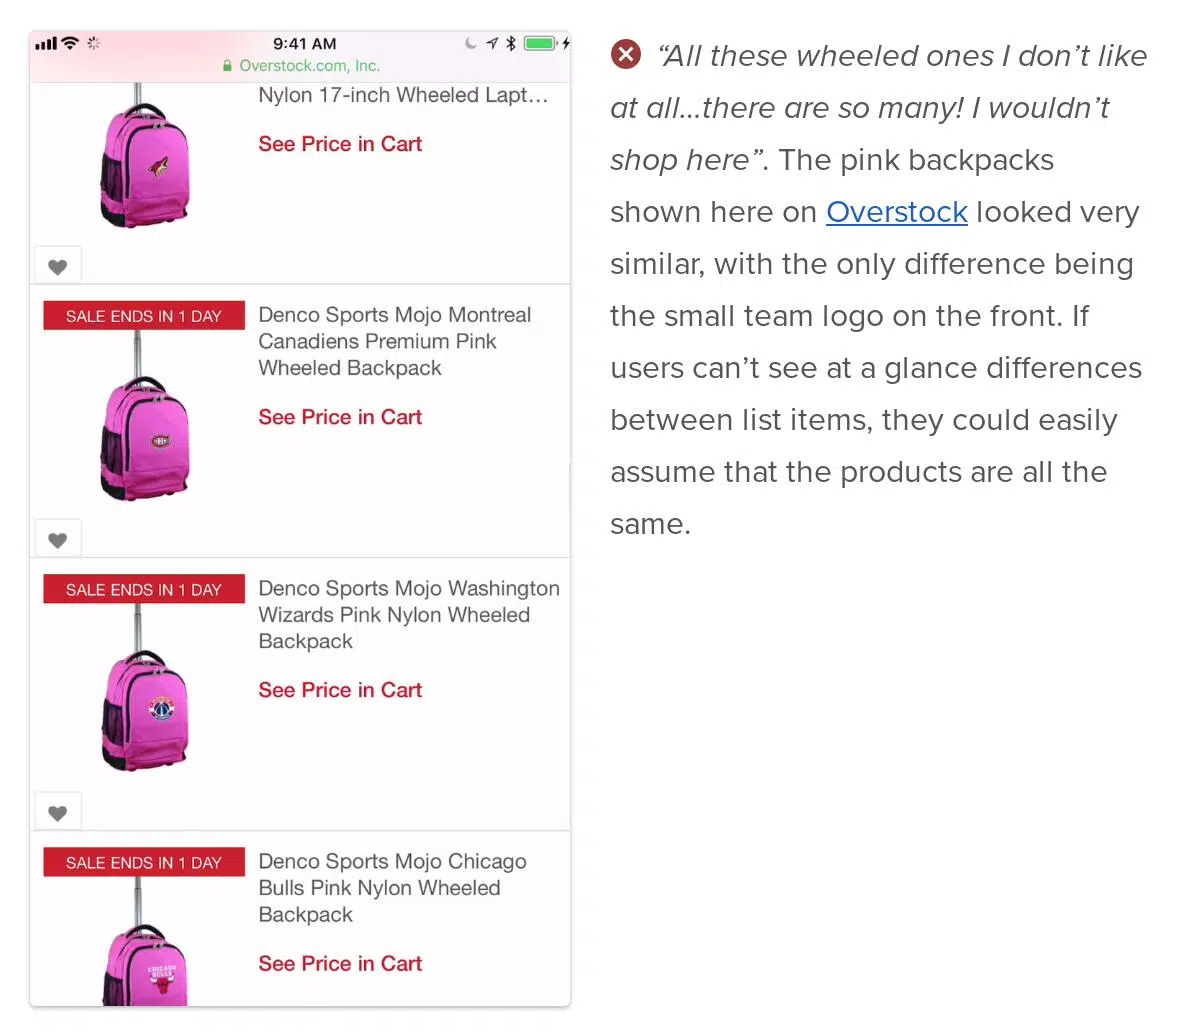 9:41 AM
Overstock.com, Inc.
Nylon 17-inch Wheeled Lapt...
See Price in Cart
SALE ENDS IN 1 DAY
Denco Sports Mojo Montreal
Canadiens Premium Pink
Wheeled Backpack
See Price in Cart
SALE ENDS IN 1 DAY
Denco Sports Mojo Washington
Wizards Pink Nylon Wheeled
Backpack
See Price in Cart
SALE ENDS IN 1 DAY
Denco Sports Mojo Chicago
Bulls Pink Nylon Wheeled
Backpack
CHICAGO
BULLS
See Price in Cart
“All these wheeled ones I don’t like
at all...there are so many! I wouldn’t
shop here”. The pink backpacks
shown here on Overstock looked very
similar, with the only difference being
the small team logo on the front. If
users can’t see at a glance differences
between list items, they could easily
assume that the products are all the
same.